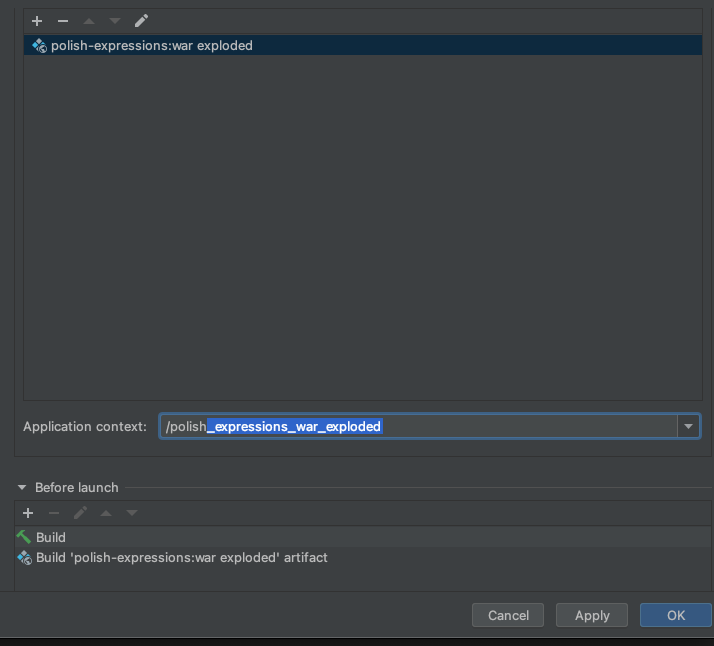 polish-expressions:war exploded
Application context: /polish_expressions_war_exploded
Before launch
Build
Build 'polish-expressions:war exploded' artifact
Cancel Apply OK